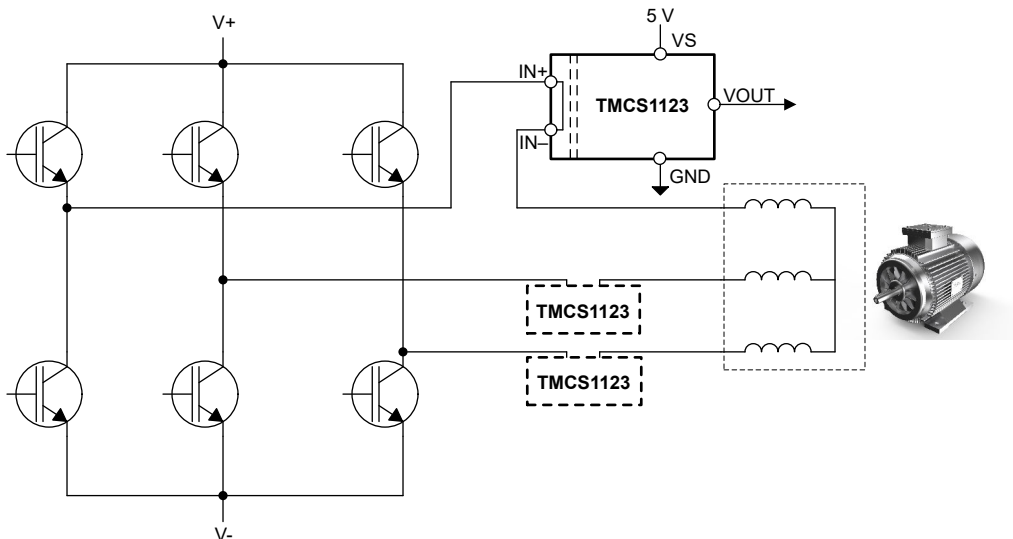 V+
5 V
VS
IN+
TMCS1123
VOUT
IN–
GND
TMCS1123
TMCS1123
V-